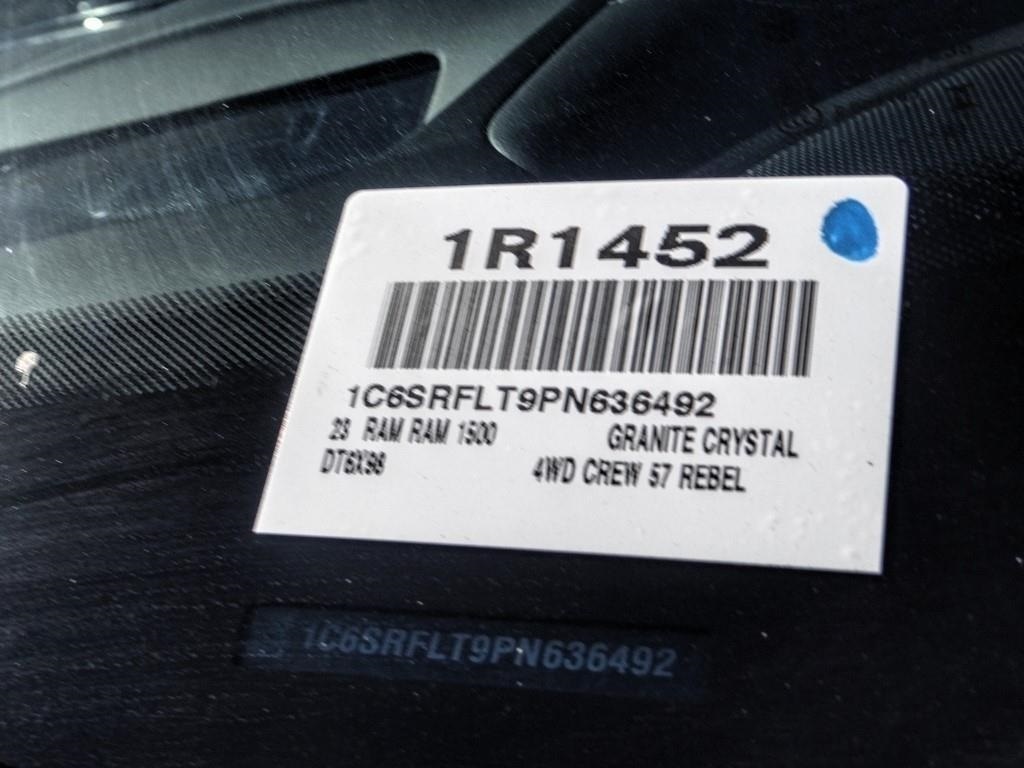 1R1452
1C6SRFLT9PN636492
23 RAM RAM 1500 GRANITE CRYSTAL
DT6X98 4WD CREW 57 REBEL
1C6SRFLT9PN636492